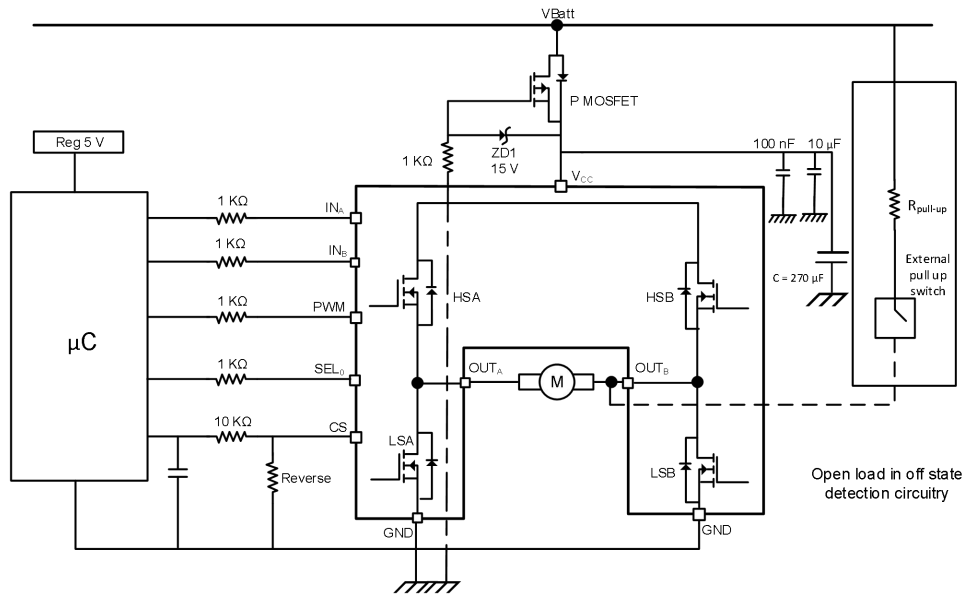 VBatt
P MOSFET
Reg 5 V
1 KΩ
ZD1
15 V
100 nF
10 µF
VCC
1 KΩ
INA
1 KΩ
INB
Rpull-up
HSA
HSB
C = 270 µF
External
pull up
switch
1 KΩ
PWM
µC
1 KΩ
SEL0
OUTA
M
OUTB
10 KΩ
CS
LSA
LSB
Reverse
Open load in off state
detection circuitry
GND
GND